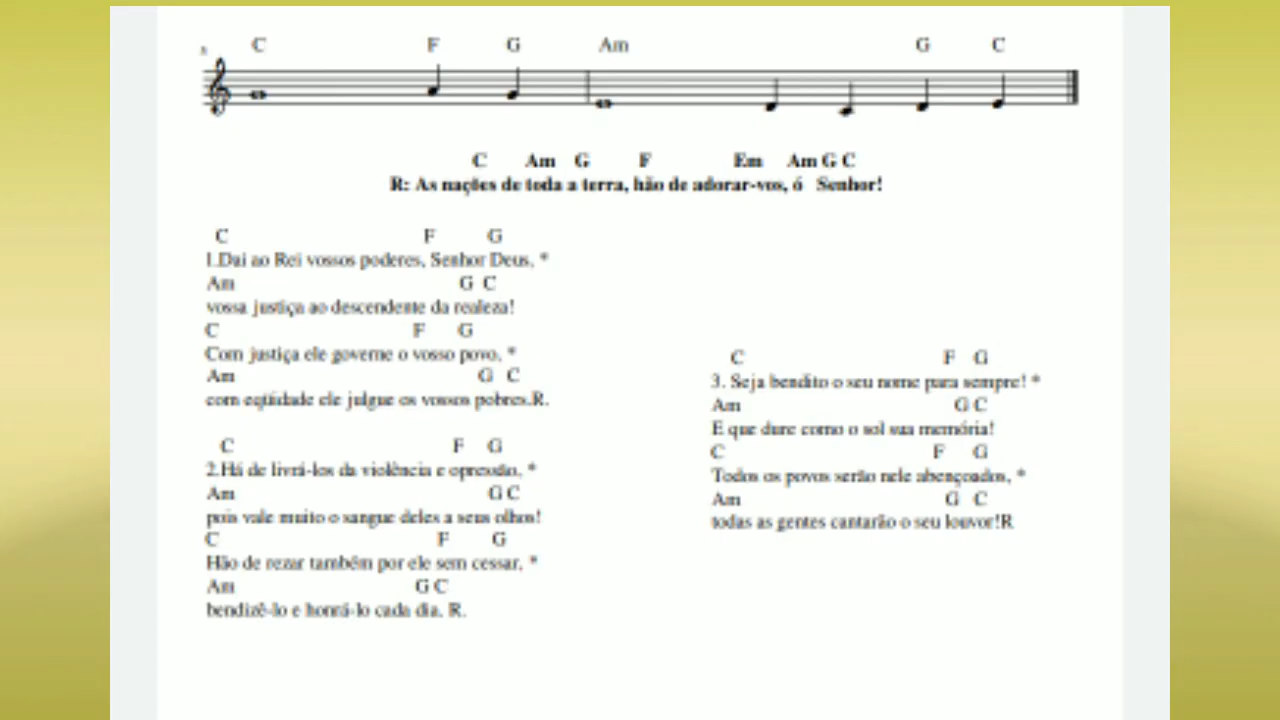 C F G Am G C
C Am G F Em Am G C
R: As nações de toda a terra, hão de adorar-vos, ó Senhor!
C F G
1.Dai ao Rei vossos poderes, Senhor Deus, *
Am G C
vossa justiça ao descendente da realeza!
C F G
Com justiça ele governe o vosso povo, *
Am G C
com eqüidade ele julgue os vossos pobres.R.
C F G
2.Há de livrá-los da violência e opressão, *
Am G C
pois vale muito o sangue deles a seus olhos!
C F G
Hão de rezar também por ele sem cessar, *
Am G C
bendizê-lo e honrá-lo cada dia. R.
C F G
3. Seja bendito o seu nome para sempre! *
Am G C
E que dure como o sol sua memória!
C F G
Todos os povos serão nele abençoados, *
Am G C
todas as gentes cantarão o seu louvor!R